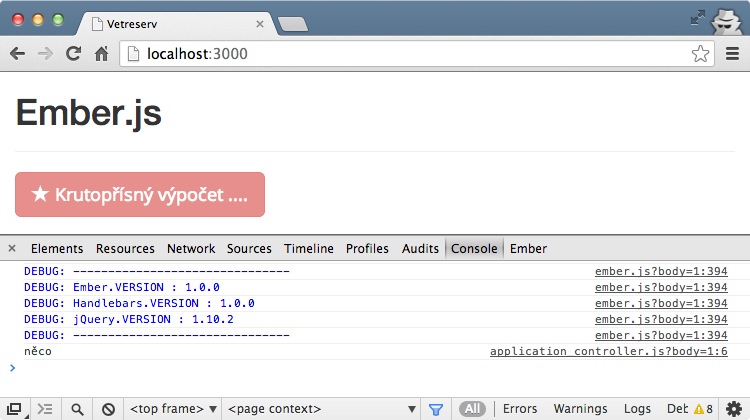 Vetreserv
localhost:3000
Ember.js
★ Krutopřísný výpočet ....
Elements Resources Network Sources Timeline Profiles Audits Console Ember
DEBUG: ------------------------------- ember.js?body=1:394
DEBUG: Ember.VERSION : 1.0.0 ember.js?body=1:394
DEBUG: Handlebars.VERSION : 1.0.0 ember.js?body=1:394
DEBUG: jQuery.VERSION : 1.10.2 ember.js?body=1:394
DEBUG: ------------------------------- ember.js?body=1:394
něco application_controller.js?body=1:6
<top frame> <page context> All Errors Warnings Logs Deb 8